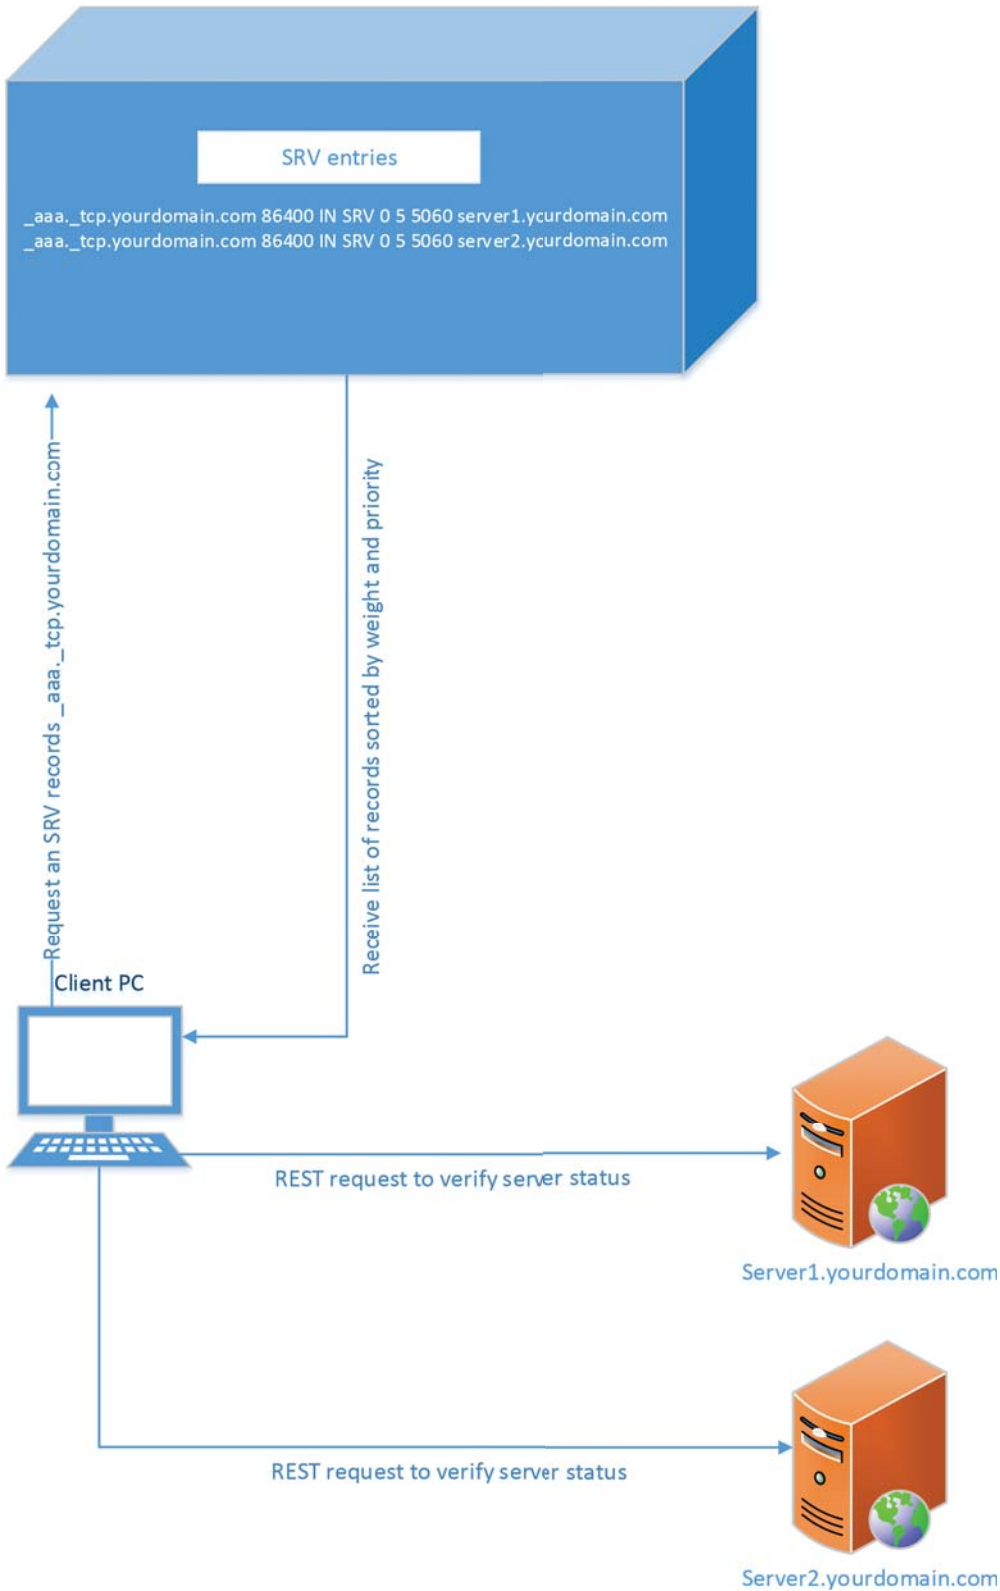 SRV entries
_aaa._tcp.yourdomain.com 86400 IN SRV 0 5 5060 server1.ycurdomain.com
_aaa._tcp.yourdomain.com 86400 IN SRV 0 5 5060 server2.ycurdomain.com
Request an SRV records _aaa._tcp.yourdomain.com
Receive list of records sorted by weight and priority
Client PC
REST request to verify server status
Server1.yourdomain.com
REST request to verify server status
Server2.yourdomain.com